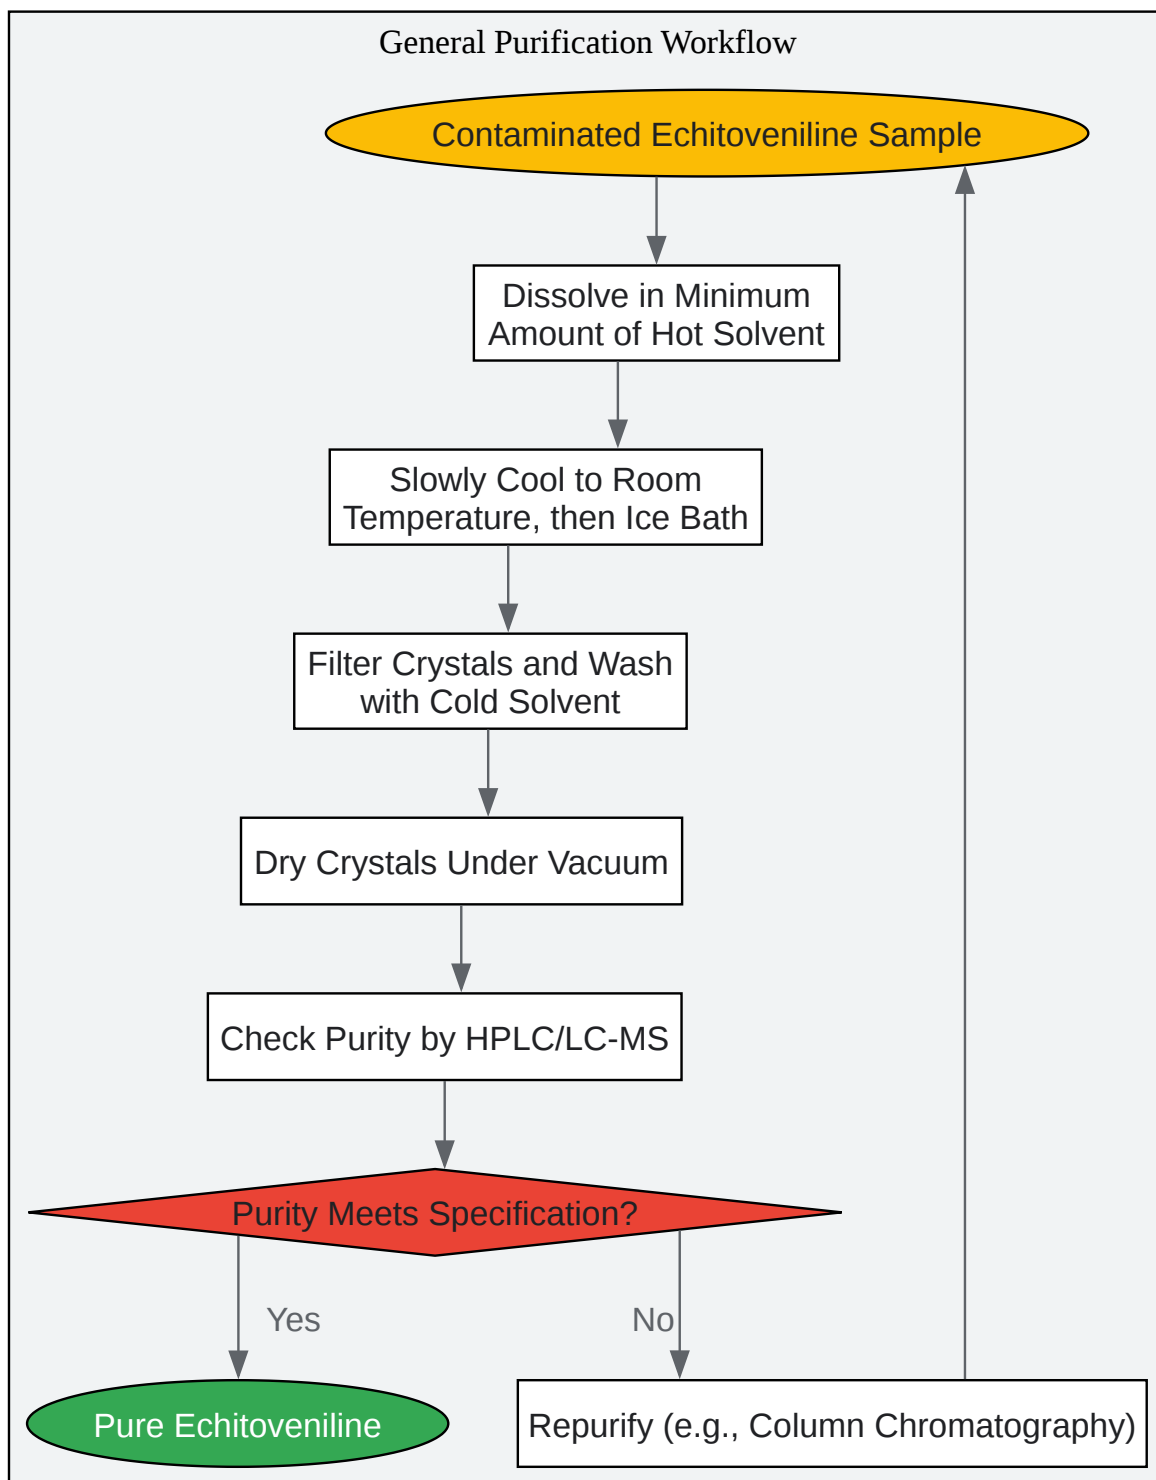 General Purification Workflow
Contaminated Echitoveniline Sample
Dissolve in Minimum
Amount of Hot Solvent
Slowly Cool to Room
Temperature, then Ice Bath
Filter Crystals and Wash
with Cold Solvent
Dry Crystals Under Vacuum
Check Purity by HPLC/LC-MS
Purity Meets Specification?
Yes
No
Pure Echitoveniline
Repurify (e.g., Column Chromatography)